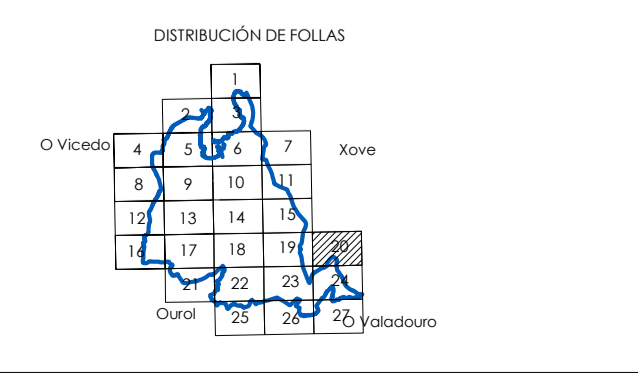 DISTRIBUCIÓN DE FOLLAS
1
2 3
O Vicedo 4 5 6 7 Xove
8 9 10 11
12 13 14 15
16 17 18 19 20
21 22 23 24
Ourol 25 26 27 O Valadouro